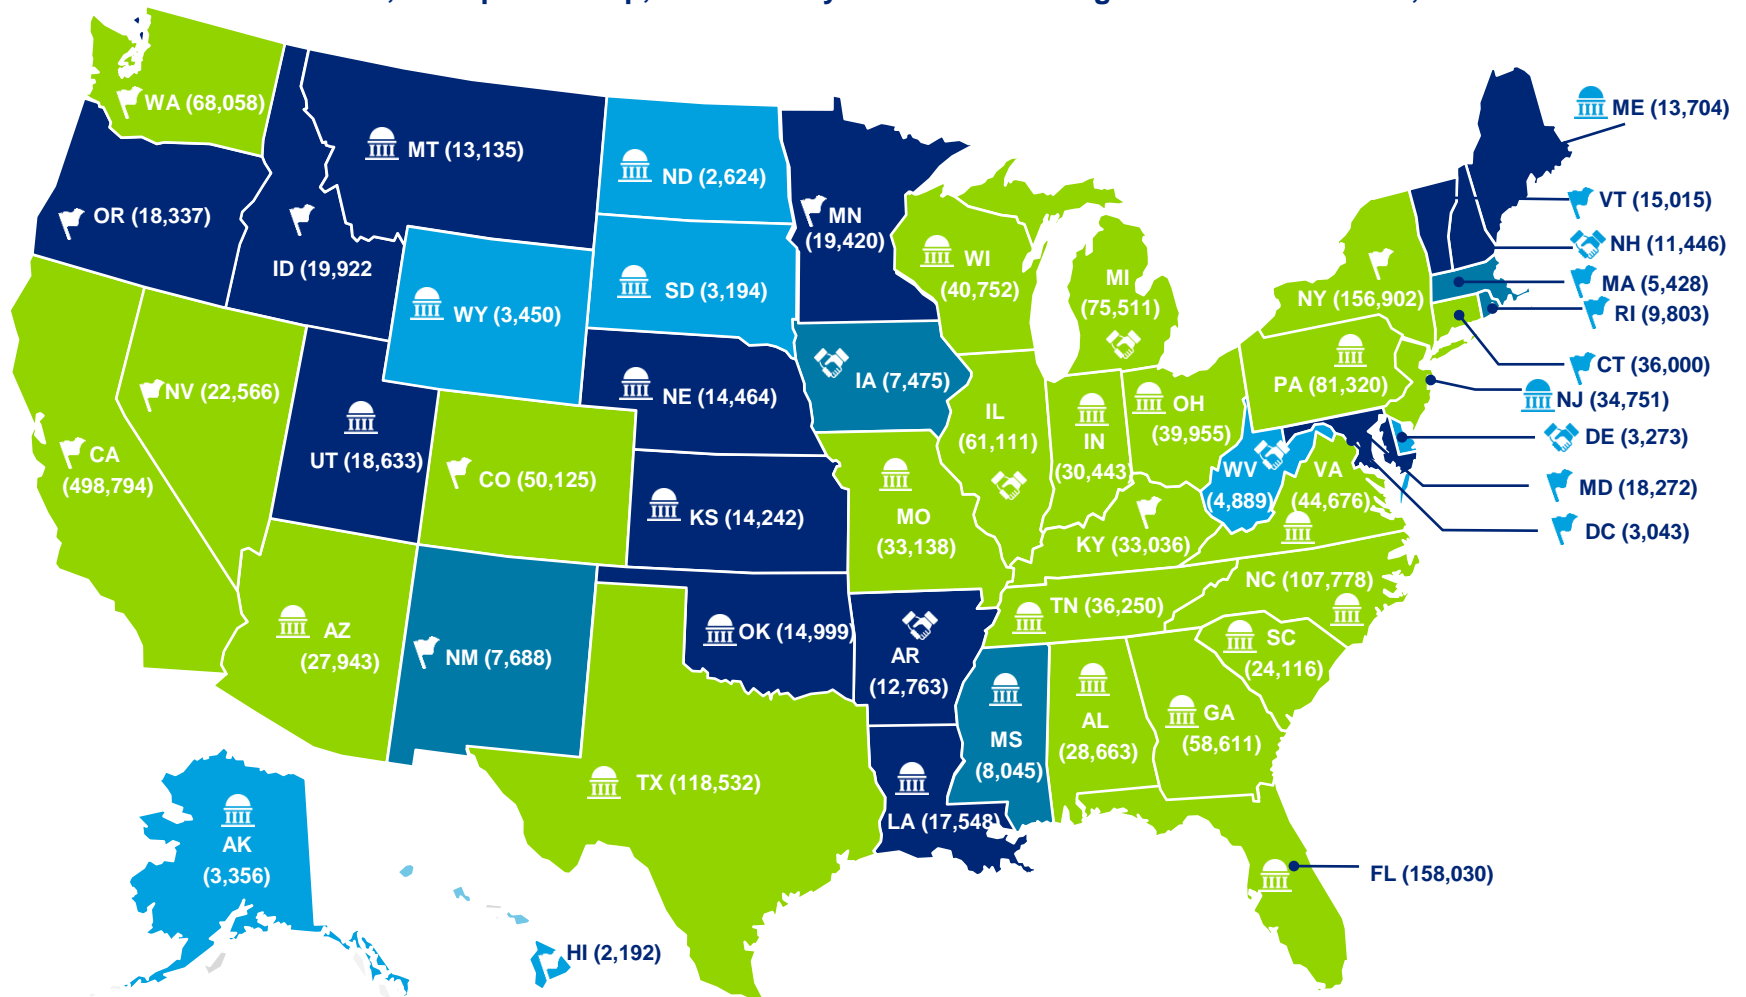 WA (68,058)
MT (13,135)
ND (2,624)
OR (18,337)
ID (19,922
MN
(19,420)
WI
(40,752)
MI
(75,511)
NY (156,902)
ME (13,704)
VT (15,015)
NH (11,446)
MA (5,428)
RI (9,803)
CT (36,000)
NJ (34,751)
DE (3,273)
MD (18,272)
DC (3,043)
SD (3,194)
WY (3,450)
NV (22,566)
NE (14,464)
IA (7,475)
PA (81,320)
IL
(61,111)
IN
(30,443)
OH
(39,955)
CA
(498,794)
UT (18,633)
CO (50,125)
KS (14,242)
MO
(33,138)
WV
(4,889)
VA
(44,676)
KY (33,036)
NC (107,778)
TN (36,250)
AZ
(27,943)
NM (7,688)
OK (14,999)
AR
(12,763)
SC
(24,116)
MS
(8,045)
AL
(28,663)
GA
(58,611)
TX (118,532)
LA (17,548)
AK
(3,356)
HI (2,192)
FL (158,030)